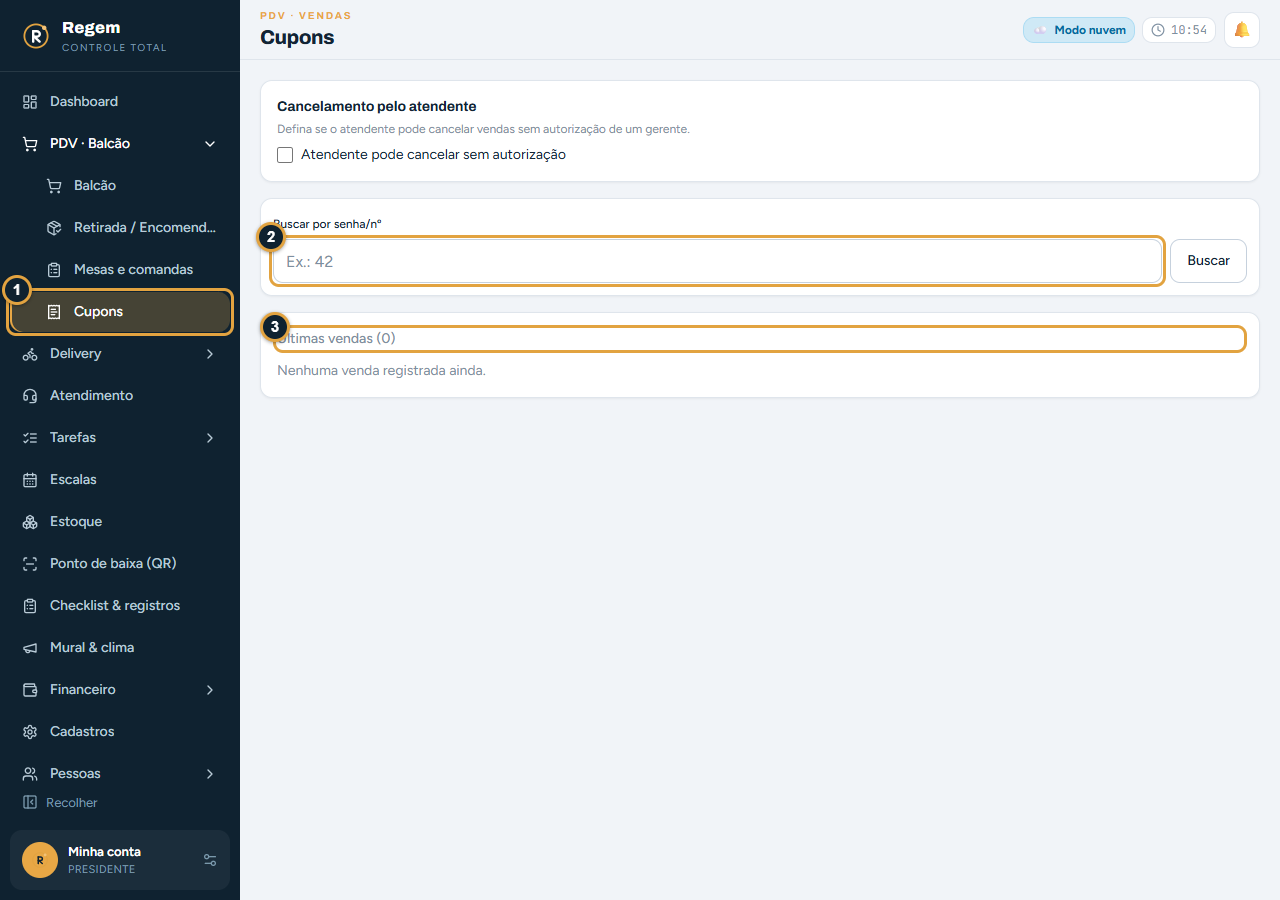 Regem
CONTROLE TOTAL
Dashboard
PDV · Balcão
Balcão
Retirada / Encomend...
Mesas e comandas
1
Cupons
Delivery
Atendimento
Tarefas
Escalas
Estoque
Ponto de baixa (QR)
Checklist & registros
Mural & clima
Financeiro
Cadastros
Pessoas
Recolher
R
Minha conta
PRESIDENTE
PDV · VENDAS
Cupons
Modo nuvem
10:54
Cancelamento pelo atendente
Defina se o atendente pode cancelar vendas sem autorização de um gerente.
Atendente pode cancelar sem autorização
Buscar por senha/nº
2
Ex.: 42
Buscar
3
Últimas vendas (0)
Nenhuma venda registrada ainda.